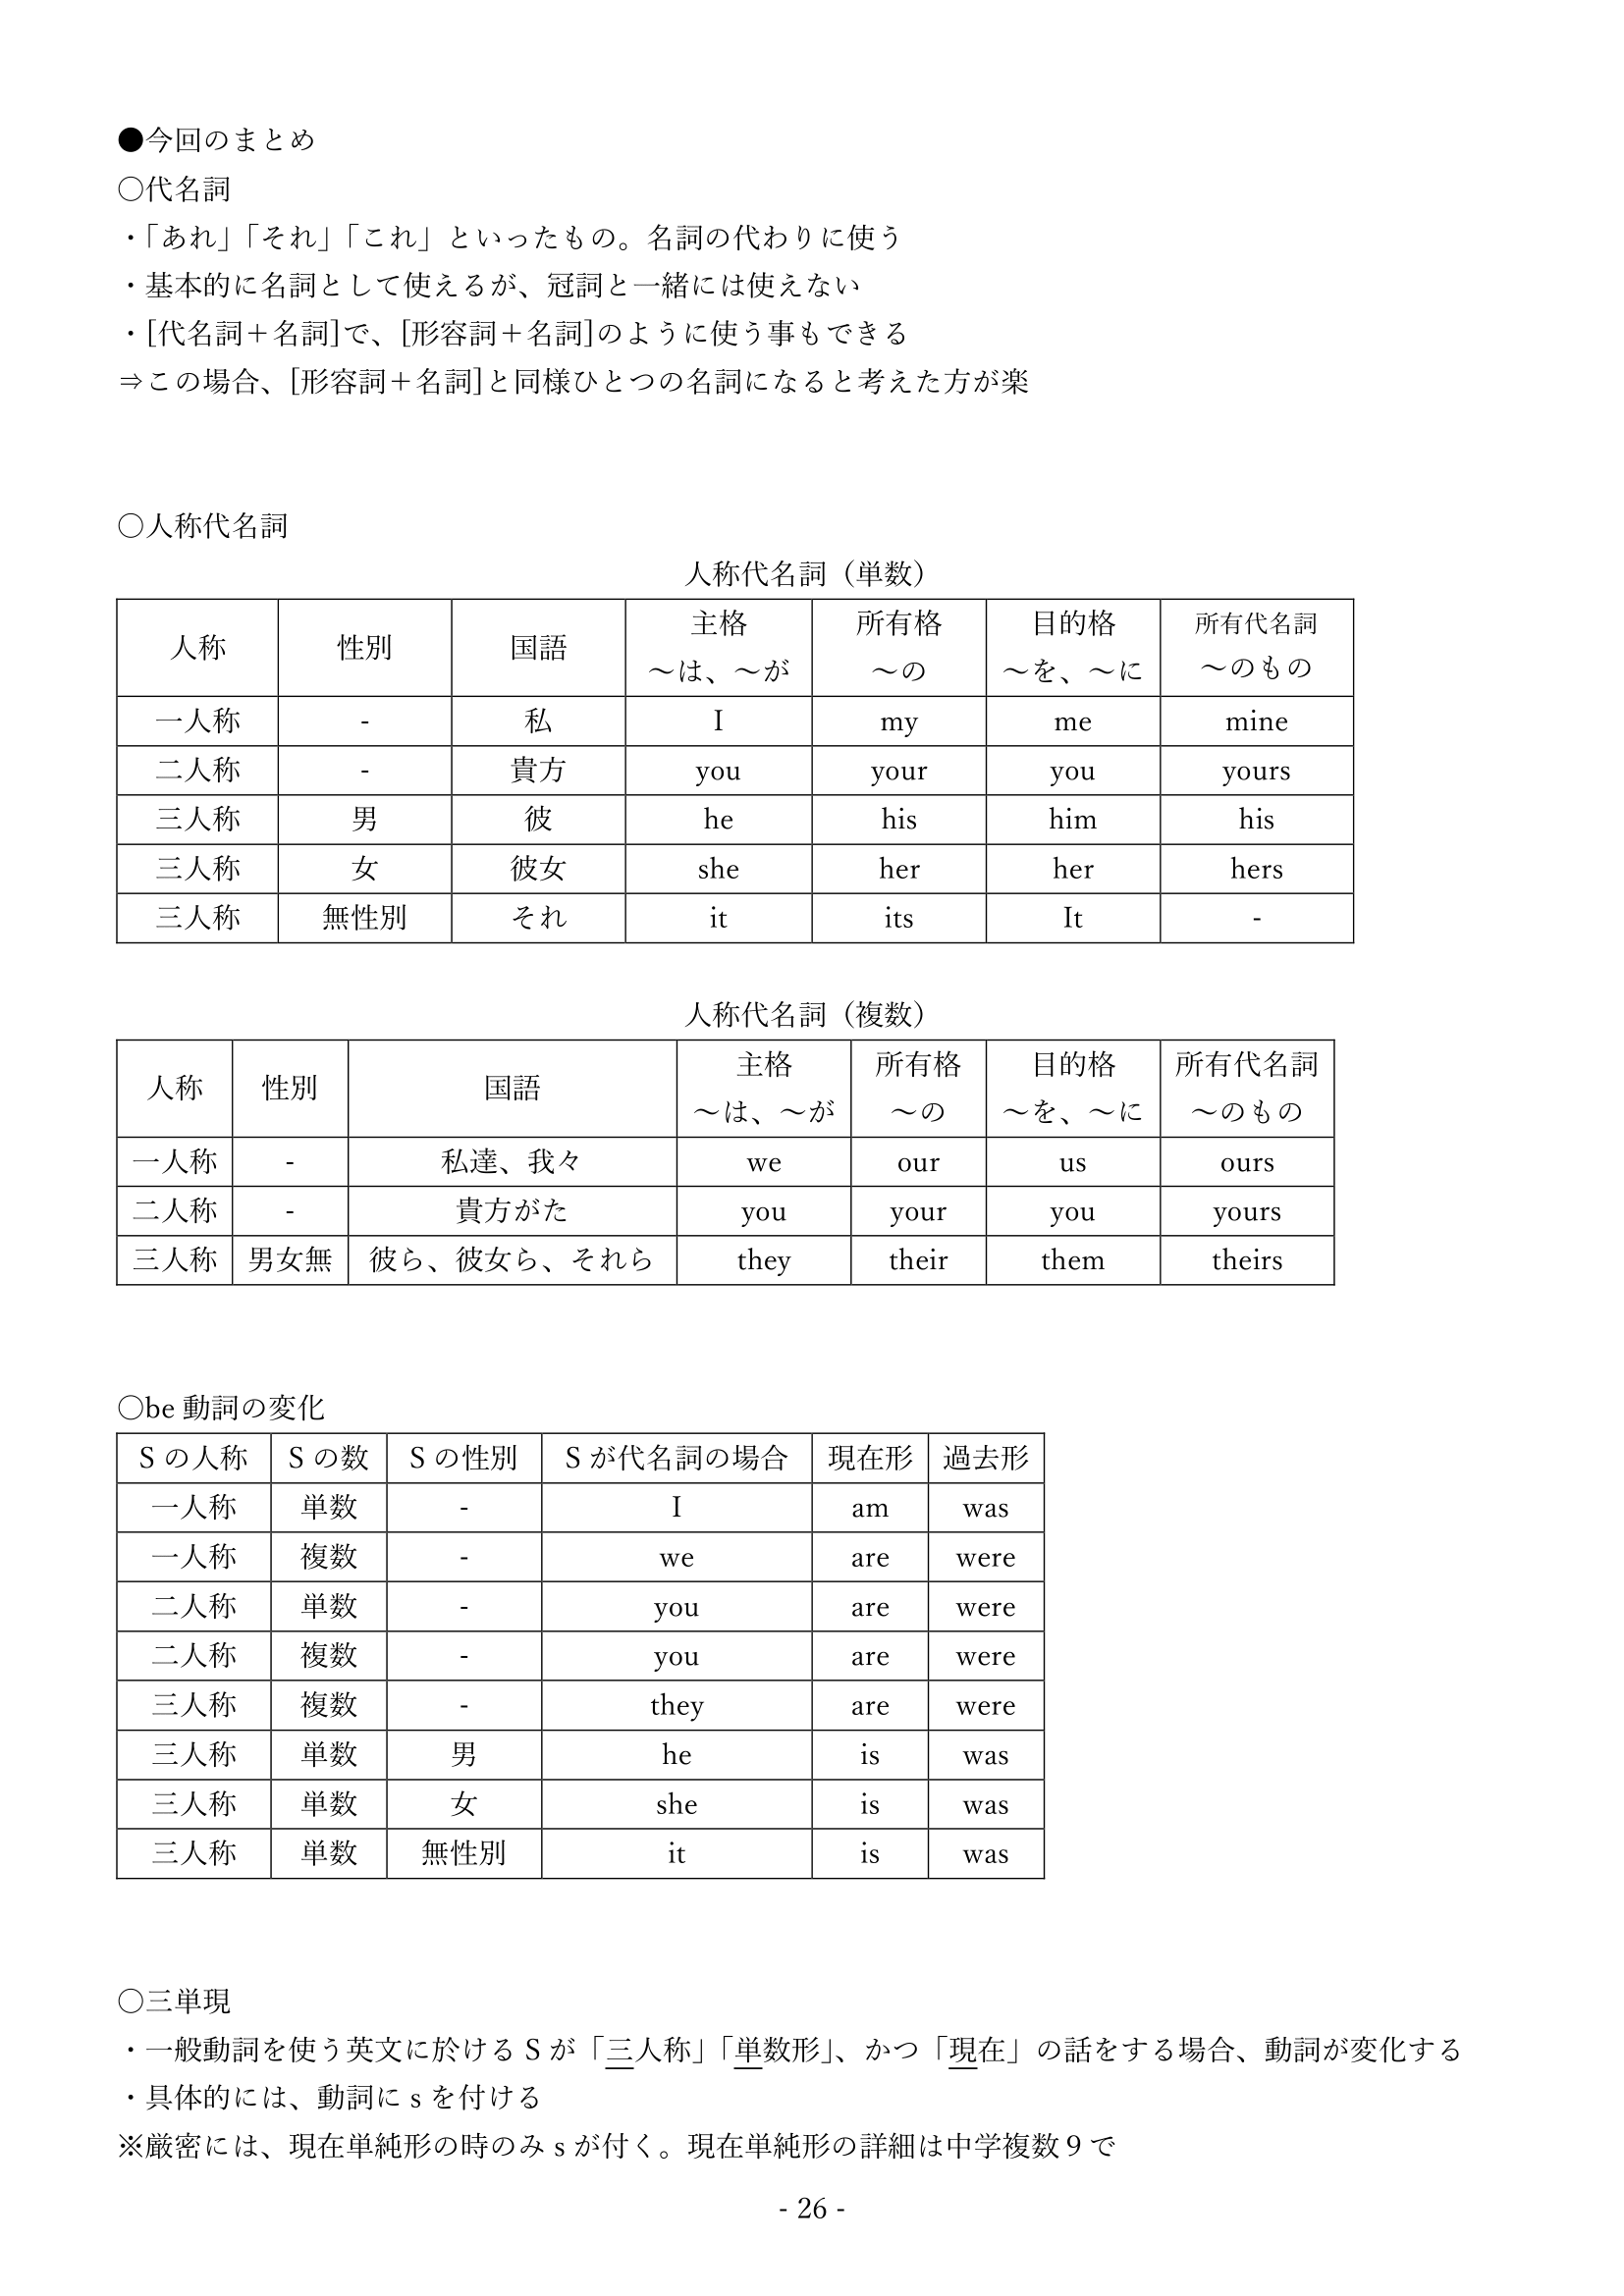 ●今回のまとめ
○代名詞
・「あれ」「それ」「これ」といったもの。名詞の代わりに使う
・基本的に名詞として使えるが、冠詞と一緒には使えない
・[代名詞＋名詞]で、[形容詞＋名詞]のように使う事もできる
⇒この場合、[形容詞＋名詞]と同様ひとつの名詞になると考えた方が楽
○人称代名詞
人称代名詞（単数）
人称 性別 国語 主格 ～は、～が 所有格 ～の 目的格 ～を、～に 所有代名詞 ～のもの
一人称 - 私 I my me mine
二人称 - 貴方 you your you yours
三人称 男 彼 he his him his
三人称 女 彼女 she her her hers
三人称 無性別 それ it its It -
人称代名詞（複数）
人称 性別 国語 主格 ～は、～が 所有格 ～の 目的格 ～を、～に 所有代名詞 ～のもの
一人称 - 私達、我々 we our us ours
二人称 - 貴方がた you your you yours
三人称 男女無 彼ら、彼女ら、それら they their them theirs
○be 動詞の変化
S の人称 S の数 S の性別 S が代名詞の場合 現在形 過去形
一人称 単数 - I am was
一人称 複数 - we are were
二人称 単数 - you are were
二人称 複数 - you are were
三人称 複数 - they are were
三人称 単数 男 he is was
三人称 単数 女 she is was
三人称 単数 無性別 it is was
○三単現
・一般動詞を使う英文に於ける S が「三人称」「単数形」、かつ「現在」の話をする場合、動詞が変化する
・具体的には、動詞に s を付ける
※厳密には、現在単純形の時のみ s が付く。現在単純形の詳細は中学複数９で
- 26 -